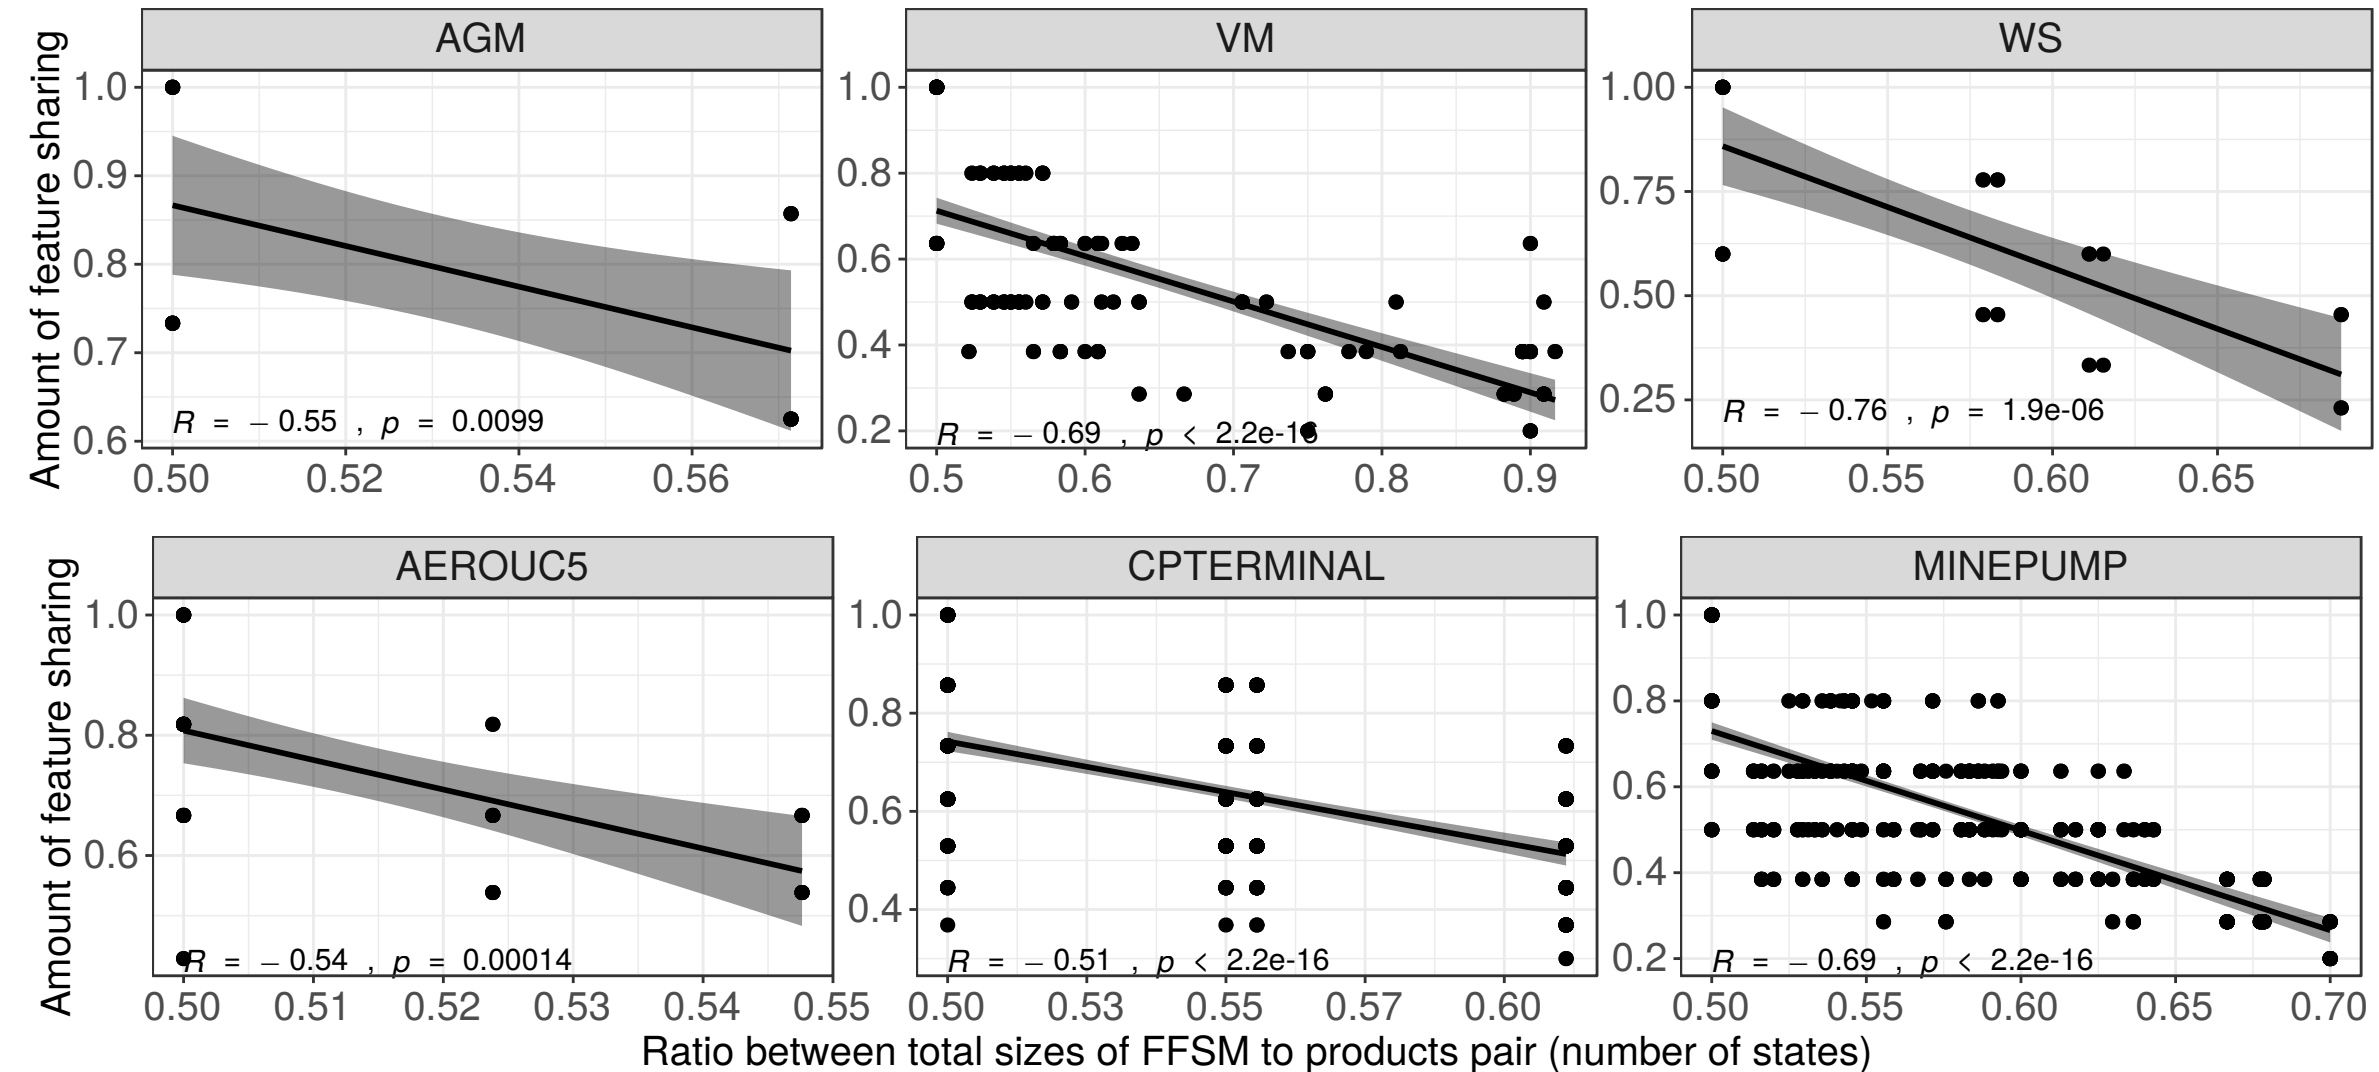 AGM VM WS
Amount of feature sharing
1.0 0.9 0.8 0.7 0.6
1.0 0.8 0.6 0.4 0.2
1.00 0.75 0.50 0.25
R = − 0.55 , p = 0.0099
R = − 0.69 , p < 2.2e-16
R = − 0.76 , p = 1.9e-06
0.50 0.52 0.54 0.56
0.5 0.6 0.7 0.8 0.9
0.50 0.55 0.60 0.65
AEROUC5 CPTERMINAL MINEPUMP
Amount of feature sharing
1.0 0.8 0.6
1.0 0.8 0.6 0.4
1.0 0.8 0.6 0.4 0.2
R = − 0.54 , p = 0.00014
R = − 0.51 , p < 2.2e-16
R = − 0.69 , p < 2.2e-16
0.50 0.51 0.52 0.53 0.54 0.55
0.50 0.53 0.55 0.57 0.60
0.50 0.55 0.60 0.65 0.70
Ratio between total sizes of FFSM to products pair (number of states)